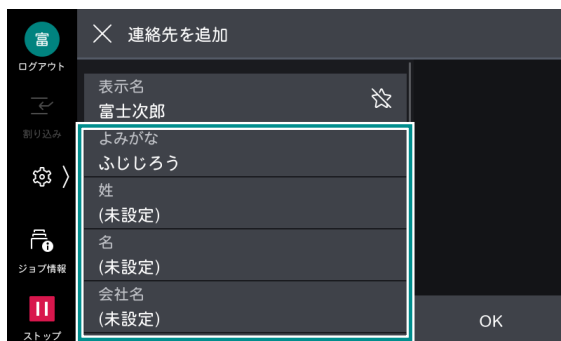 富
ログアウト
割り込み
ジョブ情報
ストップ
連絡先を追加
表示名
富士次郎
よみがな
ふじじろう
姓
(未設定)
名
(未設定)
会社名
(未設定)
OK